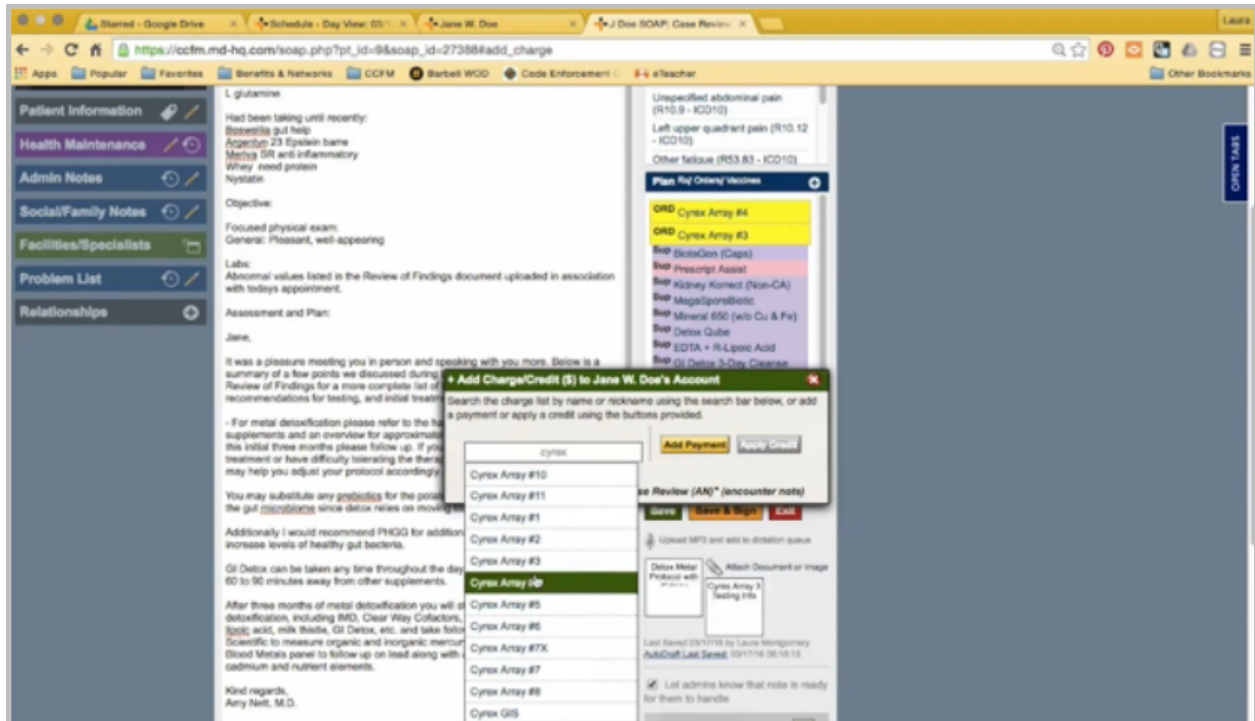 Starred - Google Drive
Schedule - Day View: 03/1
Jane W. Doe
J Doe SOAP: Case Review
Laura
https://ccfm.md-hq.com/soap.php?pt_id=9&soap_id=27388#add_charge
Apps
Popular
Favorites
Benefits & Networks
CCFM
Barbell WOD
Code Enforcement C
eTeacher
Other Bookmarks
OPEN TABS
Patient Information
Health Maintenance
Admin Notes
Social/Family Notes
Facilities/Specialists
Problem List
Relationships
L glutamine
Had been taking until recently:
Boswellia gut help
Argentyn 23 Epstein barre
Meriva SR anti inflammatory
Whey need protein
Nystatin
Objective:
Focused physical exam:
General: Pleasant, well-appearing
Labs:
Abnormal values listed in the Review of Findings document uploaded in association
with todays appointment.
Assessment and Plan:
Jane,
It was a pleasure meeting you in person and speaking with you more. Below is a
summary of a few points we discussed during
Review of Findings for a more complete list of
recommendations for testing, and initial treatm
- For metal detoxification please refer to the ha
supplements and an overview for approximate
this initial three months please follow up. If you
treatment or have difficulty tolerating the therap
may help you adjust your protocol accordingly.
You may substitute any prebiotics for the
the gut microbiome since detox relies on moving
Additionally I would recommend PHGG for addition
increase levels of healthy gut bacteria.
GI Detox can be taken any time throughout the day
60 to 90 minutes away from other supplements.
After three months of metal detoxification you will s
detoxification, including IMD, Clear Way Cofactors,
lipoic acid, milk thistle, GI Detox, etc. and take follo
Scientific to measure organic and inorganic mercur
Blood Metals panel to follow up on lead along with
cadmium and nutrient elements.
Kind regards,
Amy Nett, M.D.
Unspecified abdominal pain
(R10.9 - ICD10)
Left upper quadrant pain (R10.12
- ICD10)
Other fatigue (R53.83 - ICD10)
Plan Rx/ Orders/ Vaccines
ORD Cyrex Array #4
ORD Cyrex Array #3
Sup BiotaGen (Caps)
Sup Prescript Assist
Sup Kidney Korrect (Non-CA)
Sup MegaSporeBiotic
Sup Mineral 650 (w/o Cu & Fe)
Sup Detox Qube
Sup EDTA + R-Lipoic Acid
Sup GI Detox 3-Day Cleanse
+ Add Charge/Credit ($) to Jane W. Doe's Account
Search the charge list by name or nickname using the search bar below, or add
a payment or apply a credit using the buttons provided.
cyrex
Add Payment
Apply Credit
Cyrex Array #10
Cyrex Array #11
Cyrex Array #1
Cyrex Array #2
Cyrex Array #3
Cyrex Array
Cyrex Array #5
Cyrex Array #6
Cyrex Array #7X
Cyrex Array #7
Cyrex Array #8
Cyrex GIS
se Review (AN)* (encounter note)
Save
Save & Sign
Exit
Upload MP3 and add to dictation queue
Detox Metal
Protocol with
Attach Document or Image
Cyrex Array 3
Testing Info
Last Saved 03/17/16 by Laura Montgomery
AutoDraft Last Saved: 03/17/16 06:18:15
Let admins know that note is ready
for them to handle